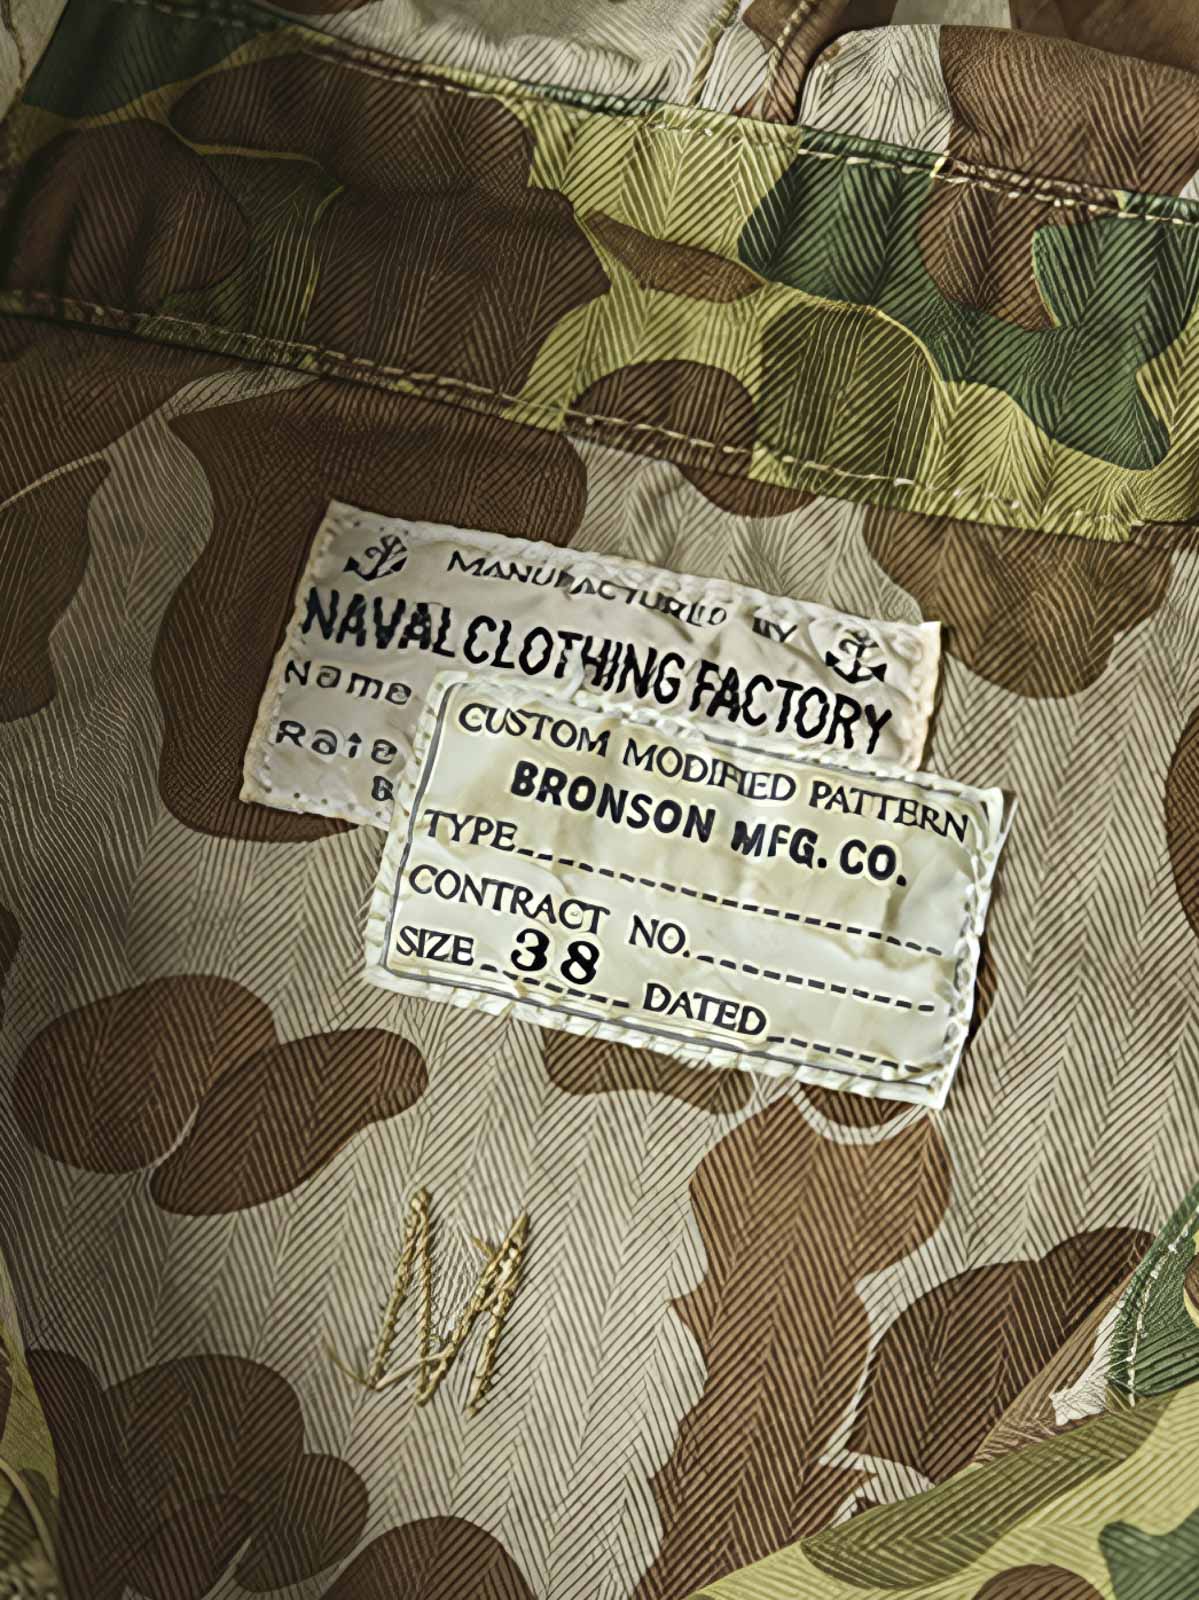 MANUFACTURED BY
NAVAL CLOTHING FACTORY
Name
Rate
CUSTOM MODIFIED PATTERN
BRONSON MFG. CO.
TYPE
CONTRACT NO.
SIZE 38 DATED
M